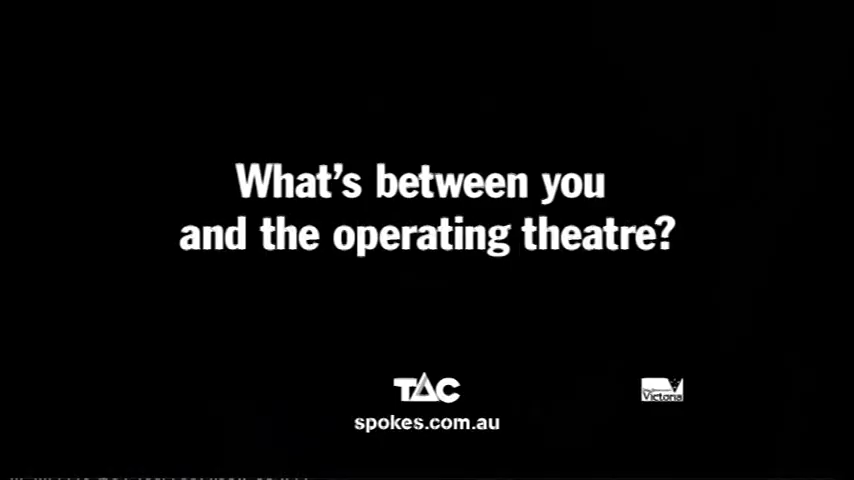 What's between you
and the operating theatre?
TAC
Victoria
spokes.com.au